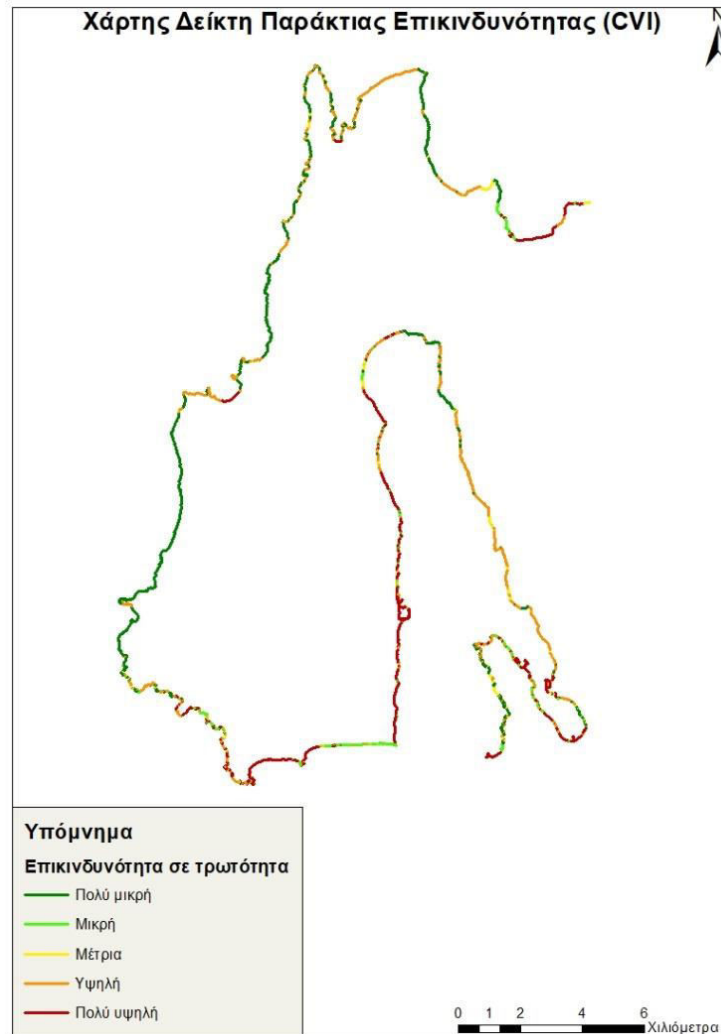 Χάρτης Δείκτη Παράκτιας Επικινδυνότητας (CVI)
N
Υπόμνημα
Επικινδυνότητα σε τρωτότητα
Πολύ μικρή
Μικρή
Μέτρια
Υψηλή
Πολύ υψηλή
0 1 2 4 6
Χιλιόμετρα